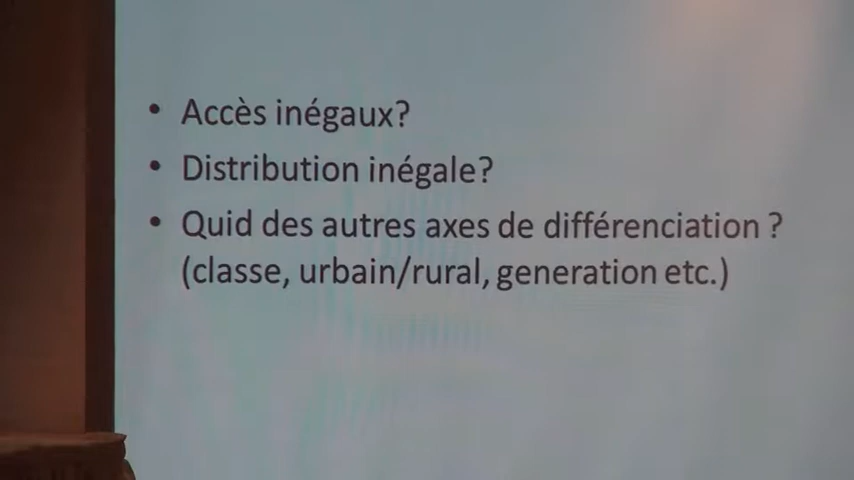 • Accès inégaux?
• Distribution inégale?
• Quid des autres axes de différenciation ?
(classe, urbain/rural, generation etc.)